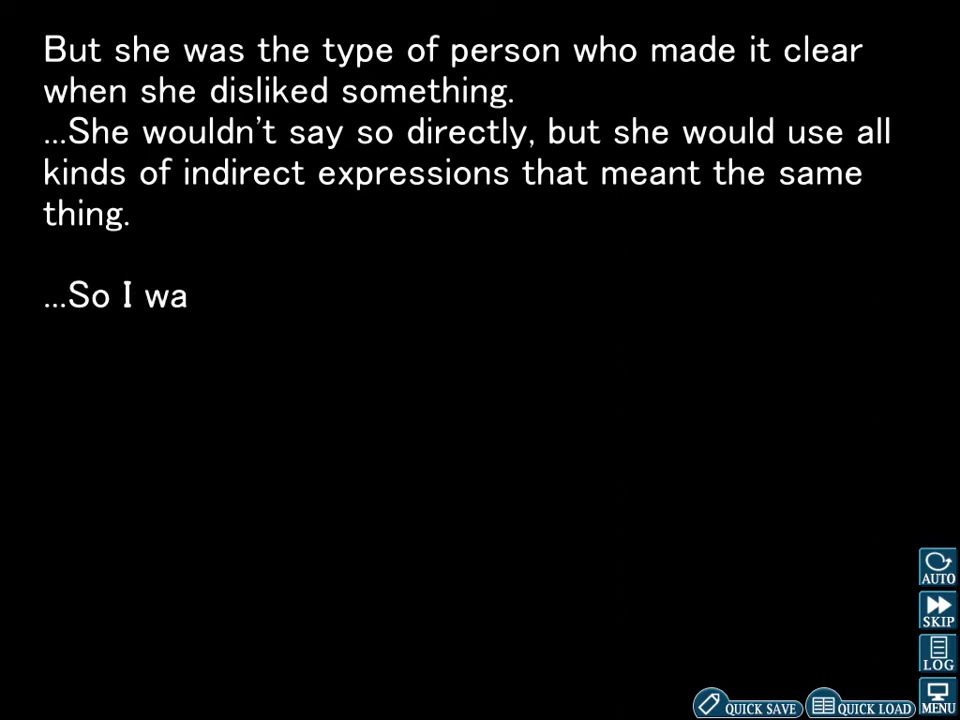 But she was the type of person who made it clear
when she disliked something.
...She wouldn't say so directly, but she would use all
kinds of indirect expressions that meant the same
thing.
...So I wa
AUTO
SKIP
LOG
MENU
QUICK SAVE
QUICK LOAD